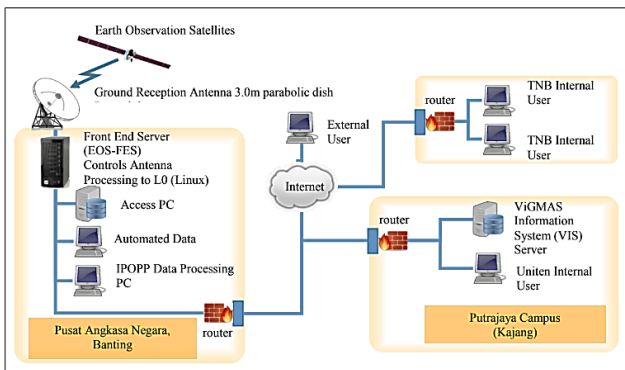 Earth Observation Satellites
Ground Reception Antenna 3.0m parabolic dish
Front End Server
(EOS-FES)
Controls Antenna
Processing to L0 (Linux)
Access PC
Automated Data
IPOPP Data Processing
PC
router
Pusat Angkasa Negara,
Banting
External
User
Internet
router
TNB Internal
User
TNB Internal
User
router
ViGMAS
Information
System (VIS)
Server
Uniten Internal
User
Putrajaya Campus
(Kajang)